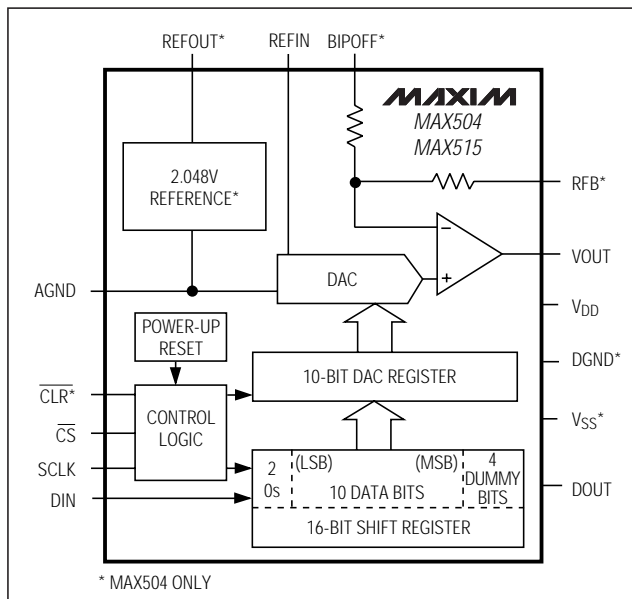 REFOUT* REFIN BIPOFF*
MAXIM
MAX504
MAX515
2.048V
REFERENCE*
RFB*
−
+
VOUT
DAC
AGND
VDD
POWER-UP
RESET
DGND*
10-BIT DAC REGISTER
CLR*
CONTROL
LOGIC
CS
VSS*
SCLK
2
0s
(LSB) (MSB)
10 DATA BITS
4
DUMMY
BITS
DOUT
DIN
16-BIT SHIFT REGISTER
* MAX504 ONLY